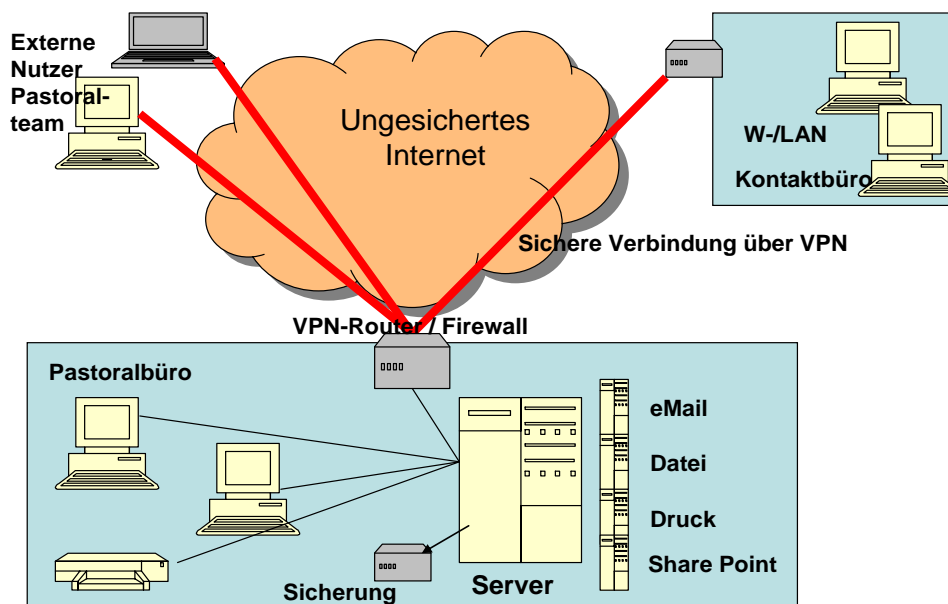 Externe
Nutzer
Pastoral-
team
Ungesichertes
Internet
W-/LAN
Kontaktbüro
Sichere Verbindung über VPN
VPN-Router / Firewall
Pastoralbüro
eMail
Datei
Druck
Share Point
Sicherung
Server